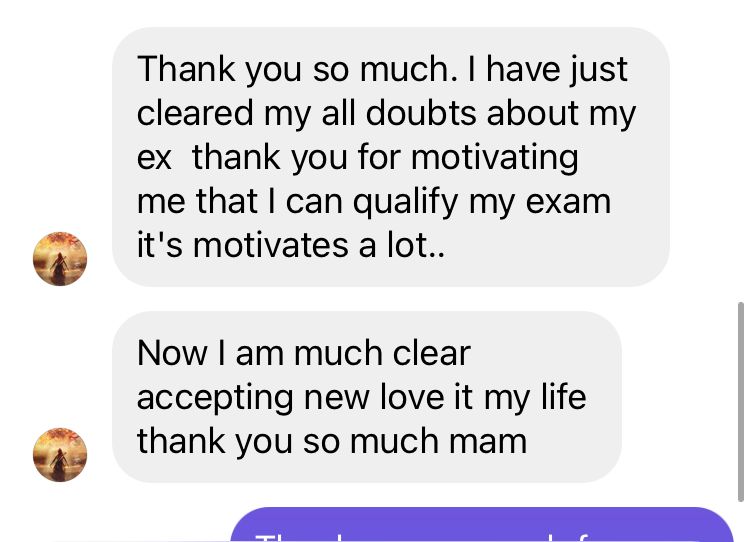 Thank you so much. I have just
cleared my all doubts about my
ex  thank you for motivating
me that I can qualify my exam
it's motivates a lot..
Now I am much clear
accepting new love it my life
thank you so much mam